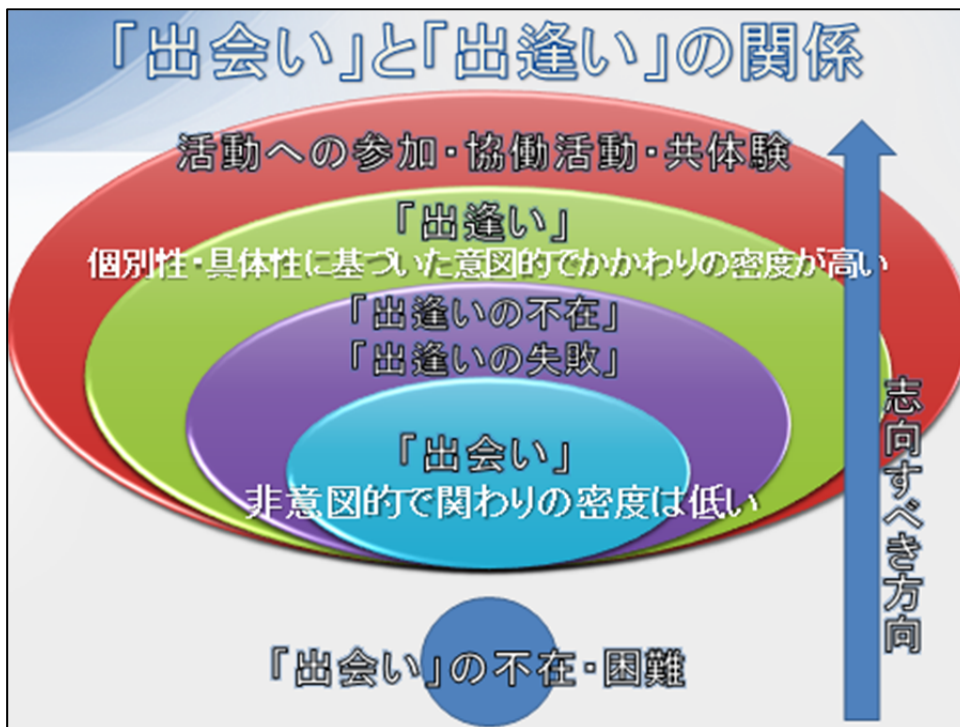 「出会い」と「出逢い」の関係
活動への参加・協働活動・共体験
「出逢い」
個別性・具体性に基づいた意図的でかかわりの密度が高い
「出逢いの不在」
「出逢いの失敗」
「出会い」
非意図的で関わりの密度は低い
「出会い」の不在・困難
志向すべき方向